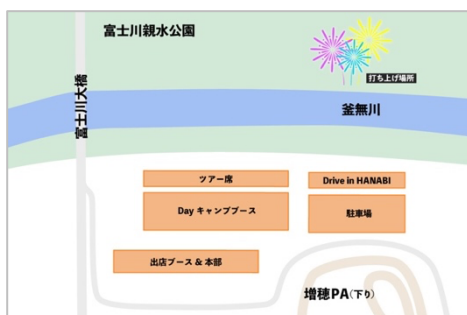 富士川親水公園
打ち上げ場所
富士川大橋
釜無川
ツアー席
Drive in HANABI
Day キャンプブース
駐車場
出店ブース & 本部
増穂PA(下り)